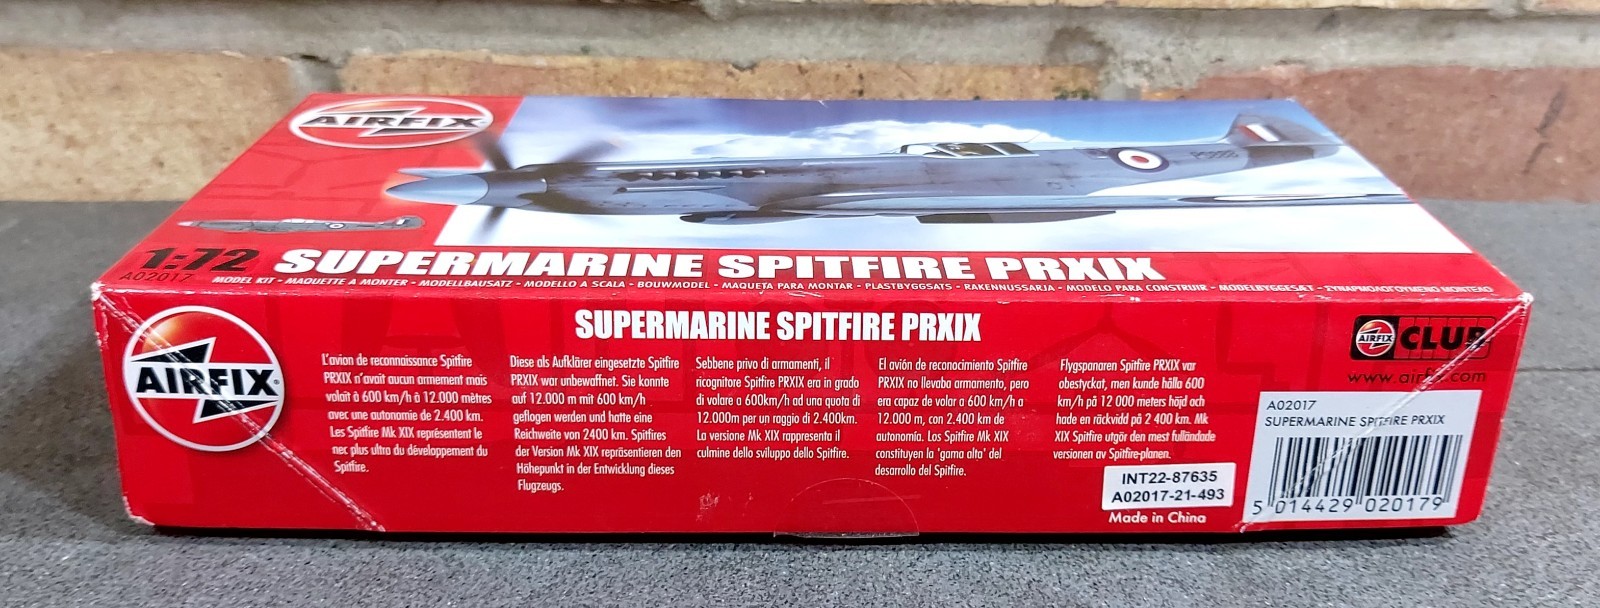 AIRFIX
1:72 SUPERMARINE SPITFIRE PRXIX
A02017
MODEL KIT - MAQUETTE A MONTER - MODELLBAUSATZ - MODELLO A SCALA - BOUWMODEL - MAQUETA PARA MONTAR - PLASTBYGGSATS - RAKENNUSSARJA - MODELO PARA CONSTRUIR - MODELBYGGESÆT - ΣΥΝΑΡΜΟΛΟΓΟΥΜΕΝΟ ΜΟΝΤΕΛΟ
SUPERMARINE SPITFIRE PRXIX
AIRFIX
L'avion de reconnaissance Spitfire
PRXIX n'avait aucun armement mais
volait à 600 km/h à 12.000 mètres
avec une autonomie de 2.400 km.
Les Spitfire Mk XIX représentent le
nec plus ultra du développement du
Spitfire.
Diese als Aufklärer eingesetzte Spitfire
PRXIX war unbewaffnet. Sie konnte
auf 12.000 m mit 600 km/h
geflogen werden und hatte eine
Reichweite von 2400 km. Spitfires
der Version Mk XIX repräsentieren den
Höhepunkt in der Entwicklung dieses
Flugzeugs.
Sebbene privo di armamenti, il
ricognitore Spitfire PRXIX era in grado
di volare a 600km/h ad una quota di
12.000m per un raggio di 2.400km.
La versione Mk XIX rappresenta il
culmine dello sviluppo dello Spitfire.
El avión de reconocimiento Spitfire
PRXIX no llevaba armamento, pero
era capaz de volar a 600 km/h a
12.000 m, con 2.400 km de
autonomía. Los Spitfire Mk XIX
constituyen la 'gama alta' del
desarrollo del Spitfire.
Flygspanaren Spitfire PRXIX var
obestyckat, men kunde hålla 600
km/h på 12 000 meters höjd och
hade en räckvidd på 2 400 km. Mk
XIX Spitfire utgör den mest fulländade
versionen av Spitfire-planen.
AIRFIX CLUB
www.airfix.com
A02017
SUPERMARINE SPITFIRE PRXIX
5 014429 020179
INT22-87635
A02017-21-493
Made in China